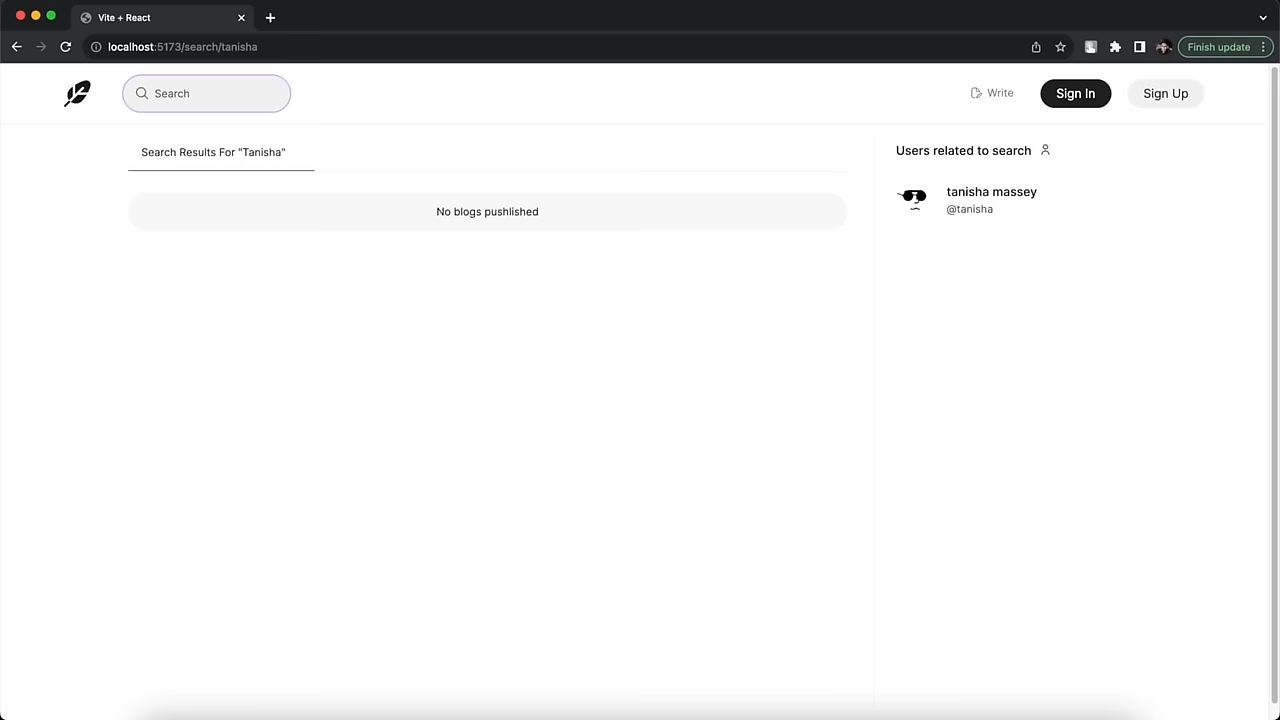 Vite + React
localhost:5173/search/tanisha
Finish update
Search
Write
Sign In
Sign Up
Search Results For "Tanisha"
No blogs pushlished
Users related to search
tanisha massey
@tanisha